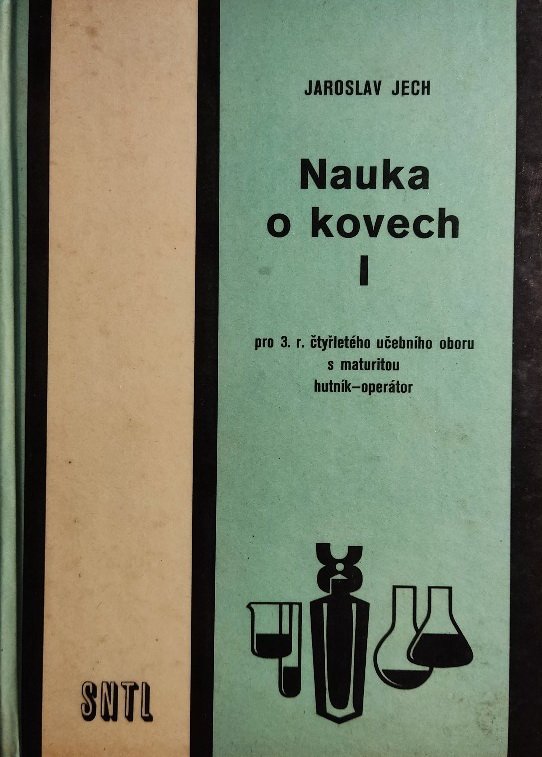 JAROSLAV JECH
Nauka
o kovech
I
pro 3. r. čtyřletého učebního oboru
s maturitou
hutník–operátor
SNTL